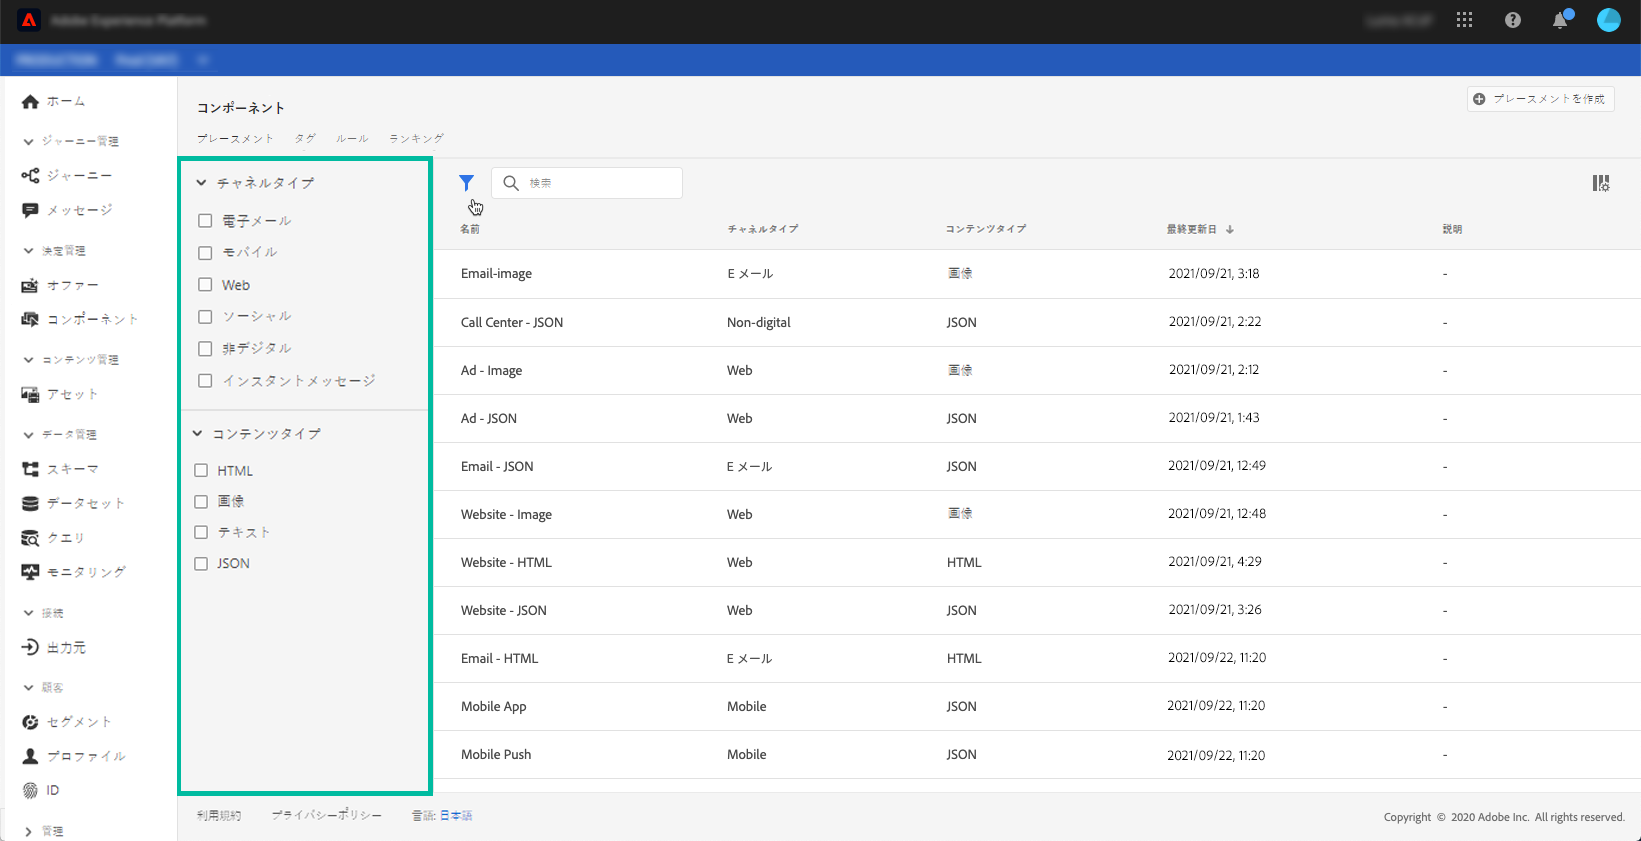 ホーム
ジャーニー管理
ジャーニー
メッセージ
決定管理
オファー
コンポーネント
コンテンツ管理
アセット
データ管理
スキーマ
データセット
クエリ
モニタリング
接続
出力元
顧客
セグメント
プロファイル
ID
管理
コンポーネント
プレースメントを作成
プレースメント タグ ルール ランキング
チャネルタイプ
電子メール
モバイル
Web
ソーシャル
非デジタル
インスタントメッセージ
コンテンツタイプ
HTML
画像
テキスト
JSON
検索
名前 チャネルタイプ コンテンツタイプ 最終更新日 説明
Email-image E メール 画像 2021/09/21, 3:18 -
Call Center - JSON Non-digital JSON 2021/09/21, 2:22 -
Ad - Image Web 画像 2021/09/21, 2:12 -
Ad - JSON Web JSON 2021/09/21, 1:43 -
Email - JSON E メール JSON 2021/09/21, 12:49 -
Website - Image Web 画像 2021/09/21, 12:48 -
Website - HTML Web HTML 2021/09/21, 4:29 -
Website - JSON Web JSON 2021/09/21, 3:26 -
Email - HTML E メール HTML 2021/09/22, 11:20 -
Mobile App Mobile JSON 2021/09/22, 11:20 -
Mobile Push Mobile JSON 2021/09/22, 11:20 -
利用規約 プライバシーポリシー 言語: 日本語
Copyright © 2020 Adobe Inc. All rights reserved.